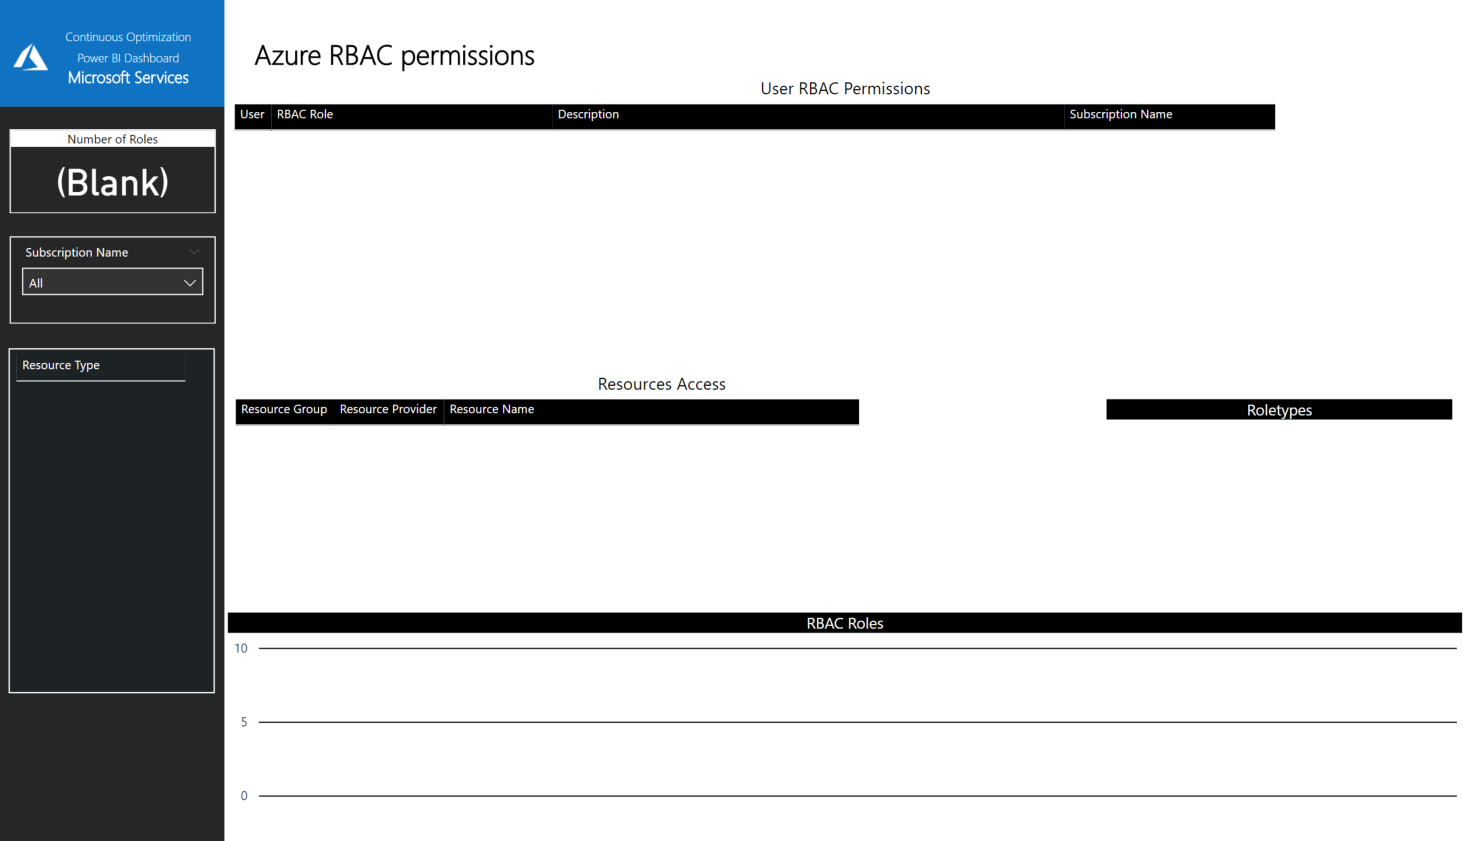 Continuous Optimization
Power BI Dashboard
Microsoft Services
Azure RBAC permissions
User RBAC Permissions
User RBAC Role Description Subscription Name
Number of Roles
(Blank)
Subscription Name
All
Resource Type
Resources Access
Resource Group Resource Provider Resource Name
Roletypes
RBAC Roles
10
5
0